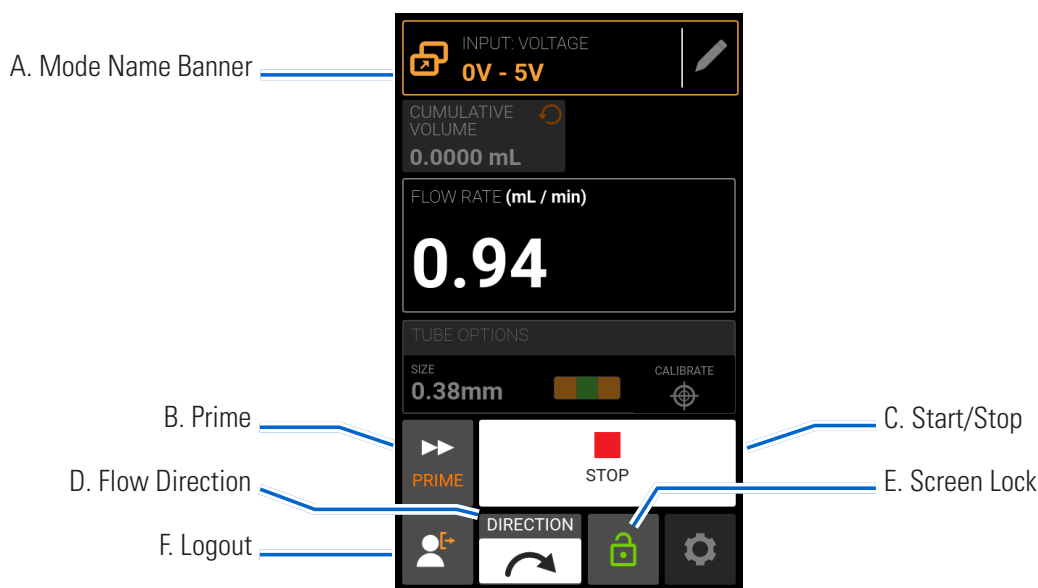 A. Mode Name Banner
INPUT: VOLTAGE
0V - 5V
CUMULATIVE
VOLUME
0.0000 mL
FLOW RATE (mL / min)
0.94
TUBE OPTIONS
SIZE
0.38mm
CALIBRATE
B. Prime
PRIME
STOP
C. Start/Stop
D. Flow Direction
DIRECTION
E. Screen Lock
F. Logout